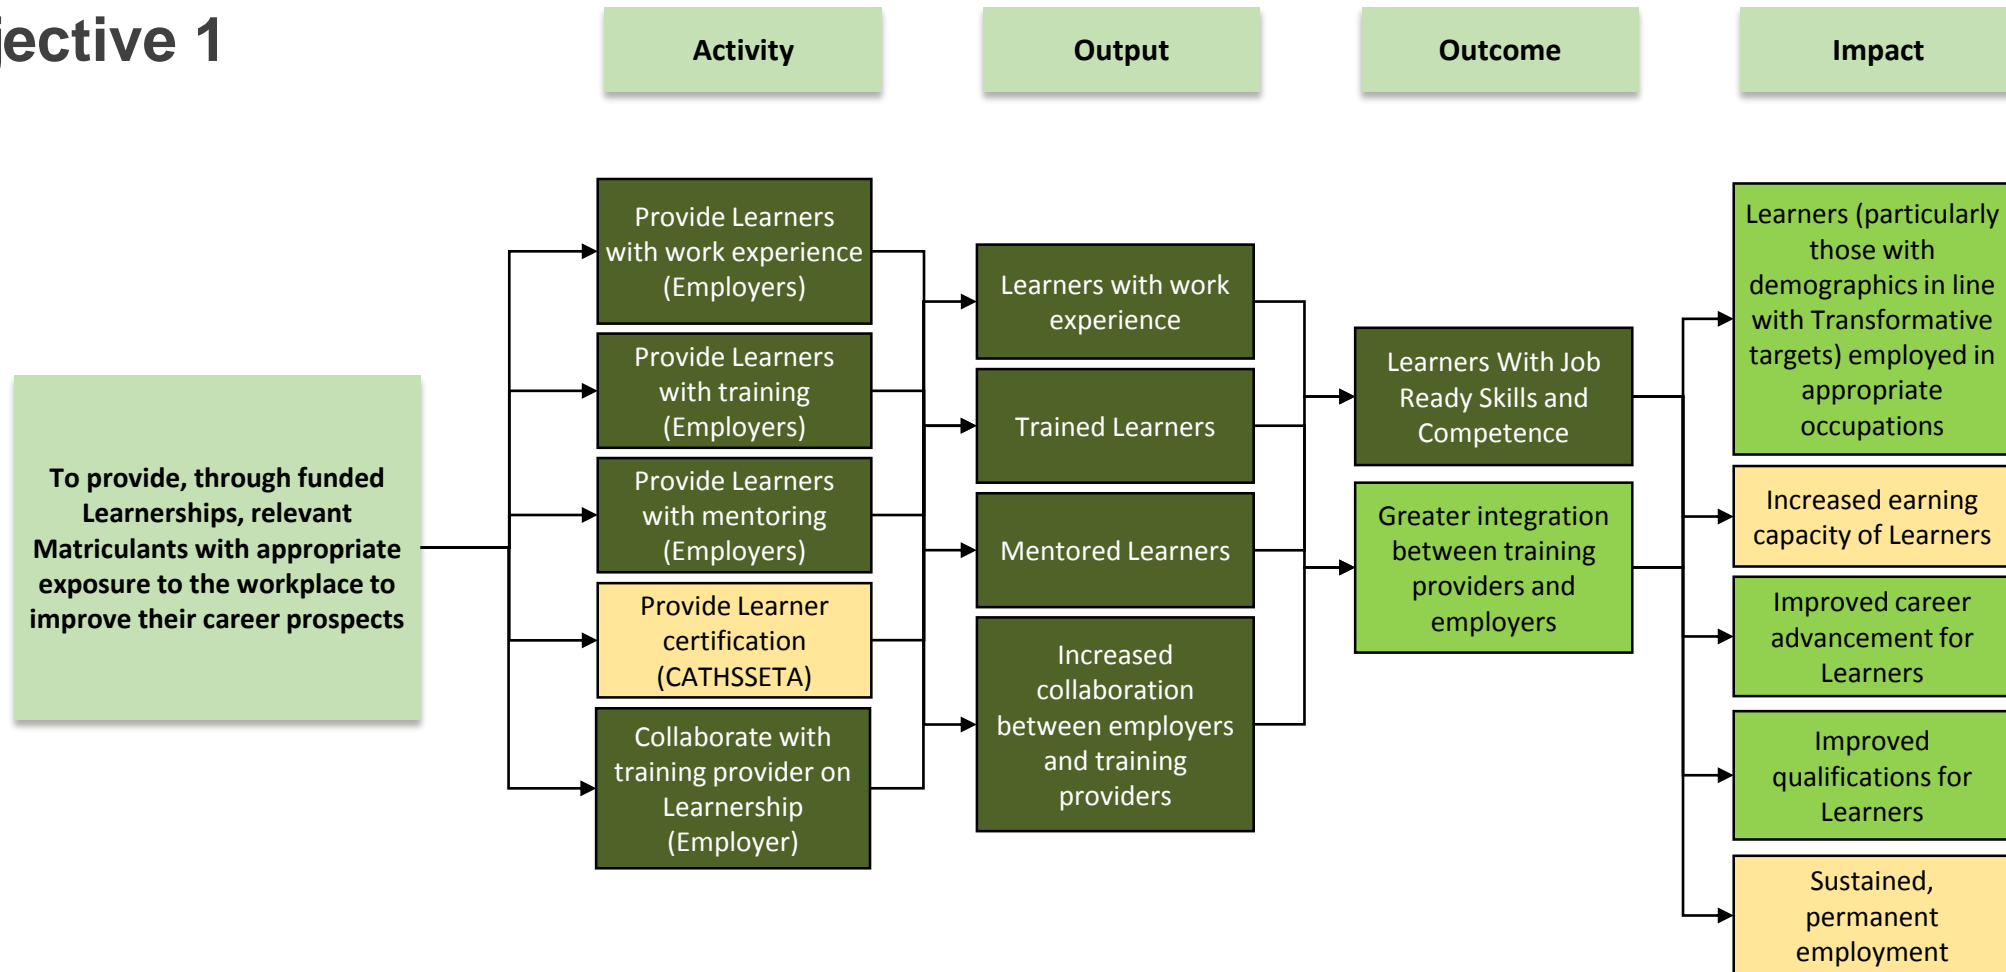 jective 1
Activity
Output
Outcome
Impact
To provide, through funded
Learnerships, relevant
Matriculants with appropriate
exposure to the workplace to
improve their career prospects
Provide Learners
with work experience
(Employers)
Provide Learners
with training
(Employers)
Provide Learners
with mentoring
(Employers)
Provide Learner
certification
(CATHSSETA)
Collaborate with
training provider on
Learnership
(Employer)
Learners with work
experience
Trained Learners
Mentored Learners
Increased
collaboration
between employers
and training
providers
Learners With Job
Ready Skills and
Competence
Greater integration
between training
providers and
employers
Learners (particularly
those with
demographics in line
with Transformative
targets) employed in
appropriate
occupations
Increased earning
capacity of Learners
Improved career
advancement for
Learners
Improved
qualifications for
Learners
Sustained,
permanent
employment